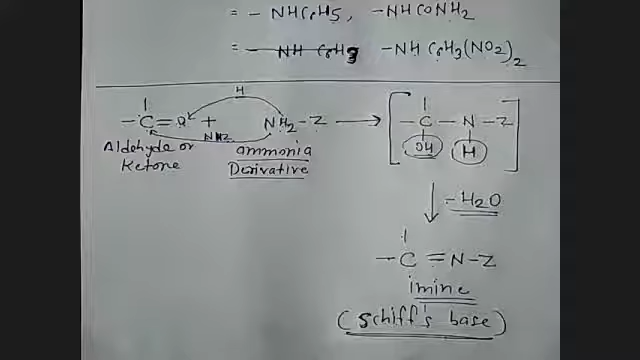 = - NHC6H5, -NHCONH2
= - NH C6H3 -NH C6H3(NO2)2
H
-C=O + NH2-Z → [-C-N-Z]
NHZ
OH H
Aldehyde or Ketone
ammonia Derivative
-H2O
-C=N-Z
imine
(Schiff's base)